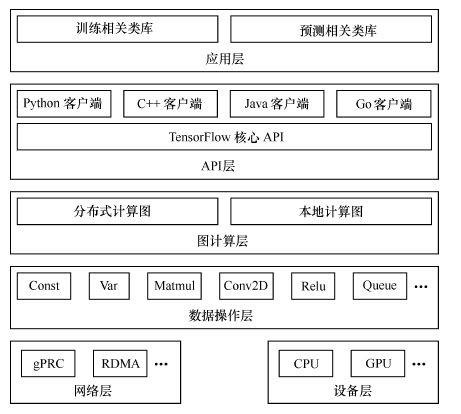 训练相关类库 预测相关类库
应用层
Python 客户端 C++ 客户端 Java 客户端 Go 客户端
TensorFlow 核心 API
API层
分布式计算图 本地计算图
图计算层
Const Var Matmul Conv2D Relu Queue ···
数据操作层
gPRC RDMA ··· CPU GPU ···
网络层 设备层